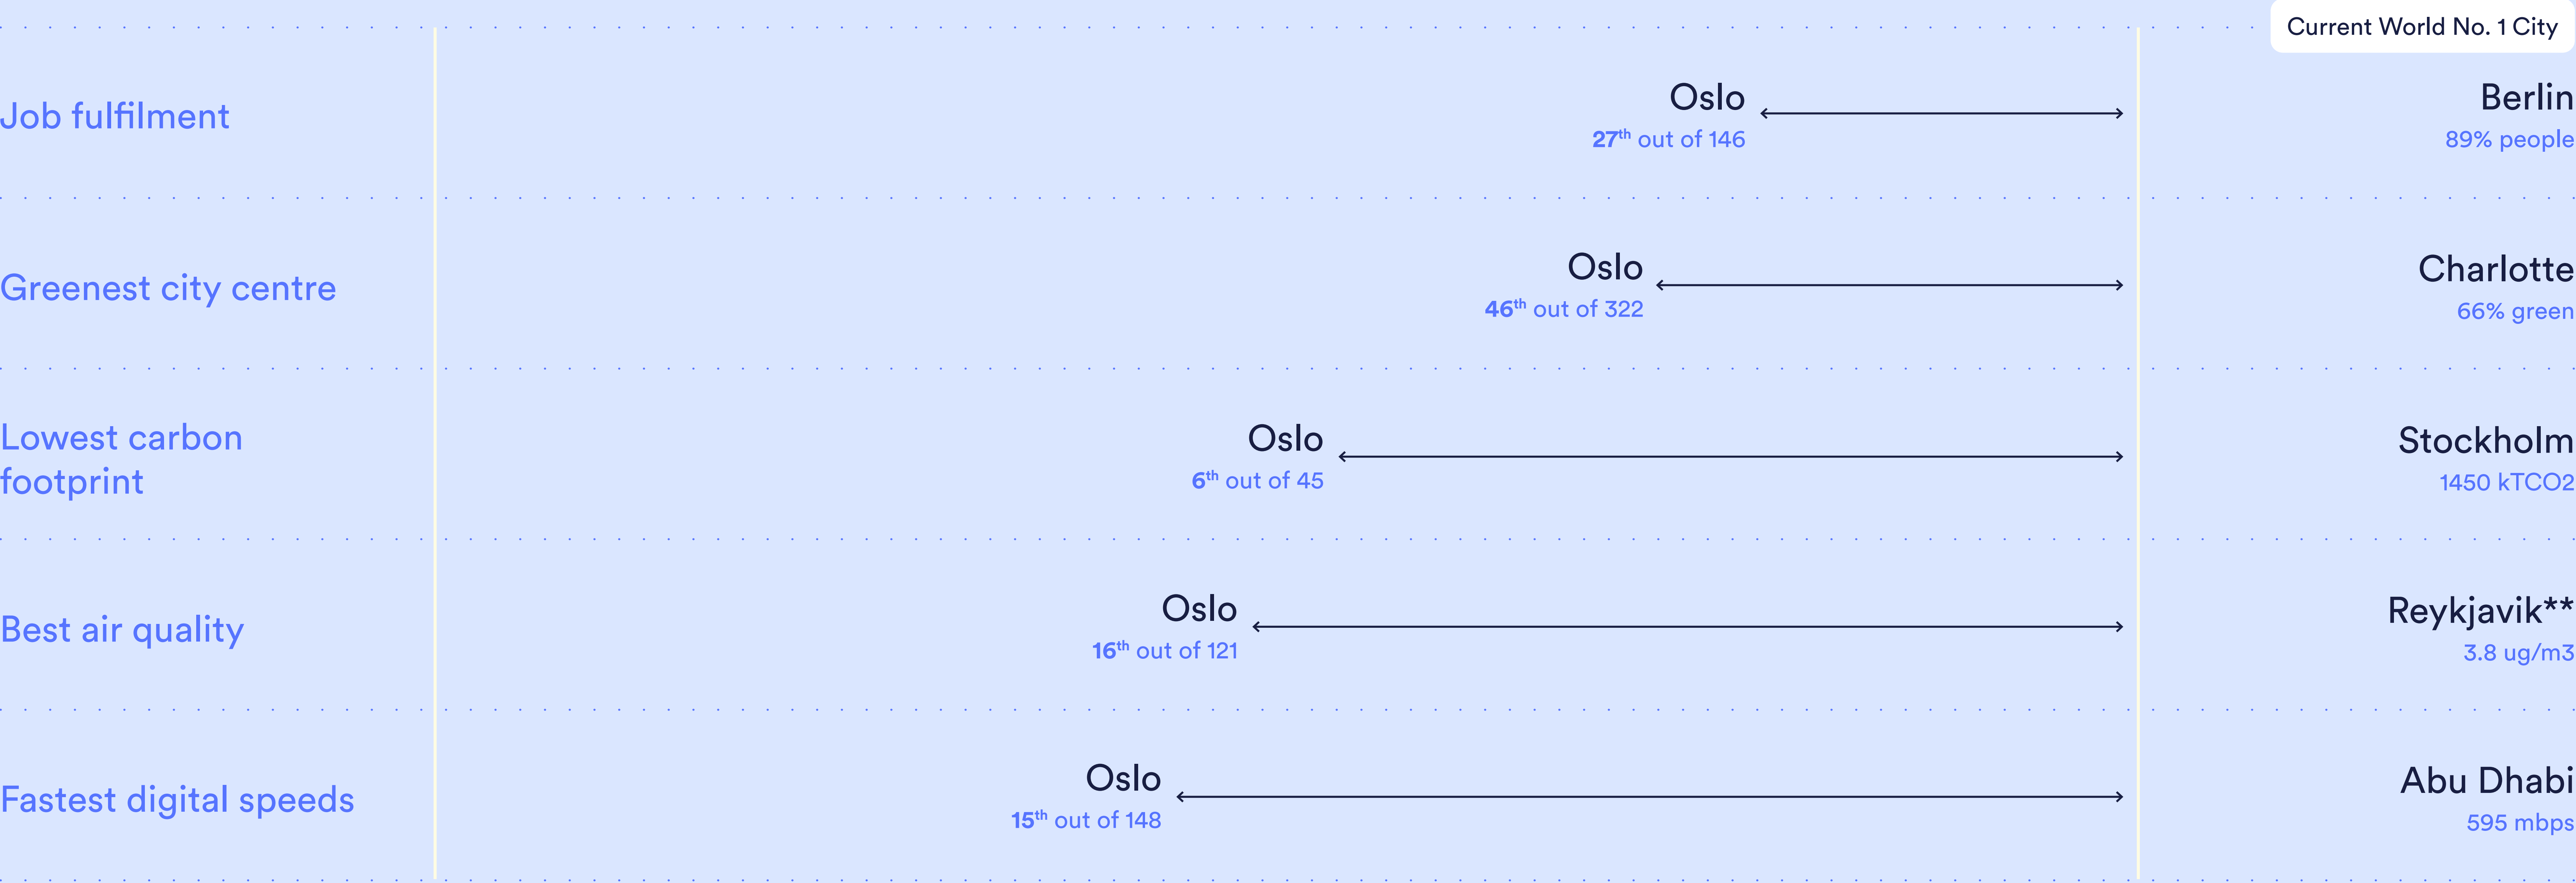 Current World No. 1 City
Job fulfilment
Oslo
27th out of 146
Berlin
89% people
Greenest city centre
Oslo
46th out of 322
Charlotte
66% green
Lowest carbon
footprint
Oslo
6th out of 45
Stockholm
1450 kTCO2
Best air quality
Oslo
16th out of 121
Reykjavik**
3.8 ug/m3
Fastest digital speeds
Oslo
15th out of 148
Abu Dhabi
595 mbps